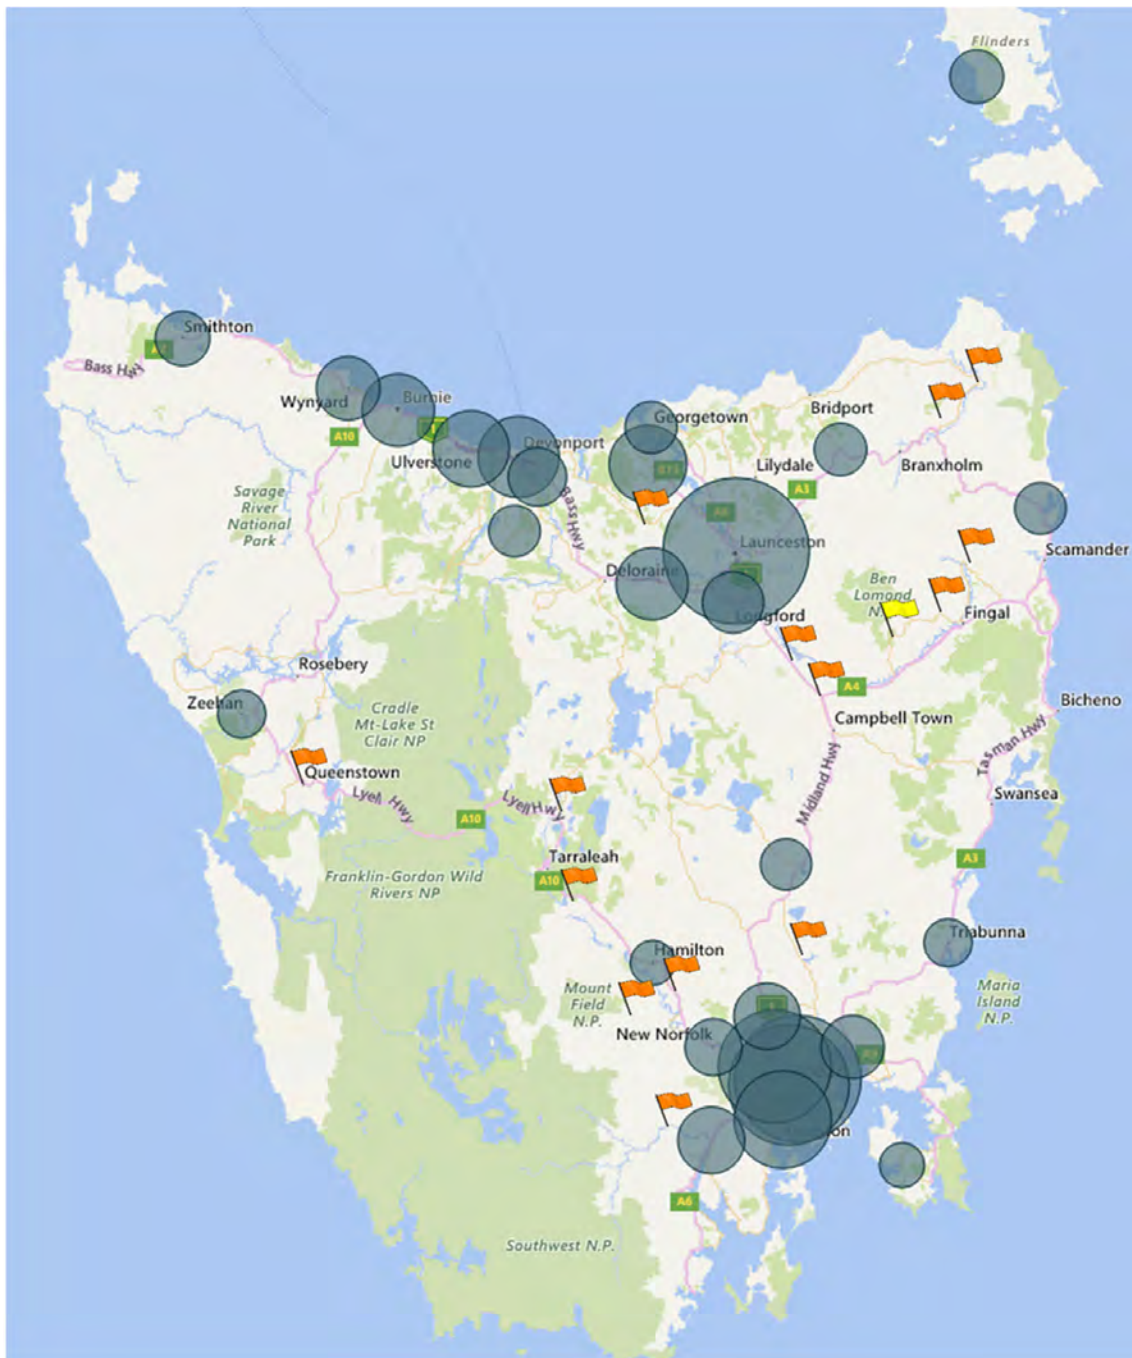 Flinders
Smithton
Bass Hwy
Wynyard
Burnie
A10
Ulverstone
Devonport
Bass Hwy
Georgetown
Bridport
Branxholm
Lilydale
A3
A8
Launceston
Deloraine
Longford
Savage
River
National
Park
Scamander
Ben
Lomond
Fingal
Rosebery
Zeehan
Cradle
Mt-Lake St
Clair NP
A4
Campbell Town
Bicheno
Tasman Hwy
Queenstown
Lyell Hwy
Lyell Hwy
A10
Midland Hwy
Swansea
Tarraleah
A10
A3
Franklin-Gordon Wild
Rivers NP
Hamilton
Triabunna
Mount
Field
N.P.
Maria
Island
N.P.
New Norfolk
A6
Southwest N.P.